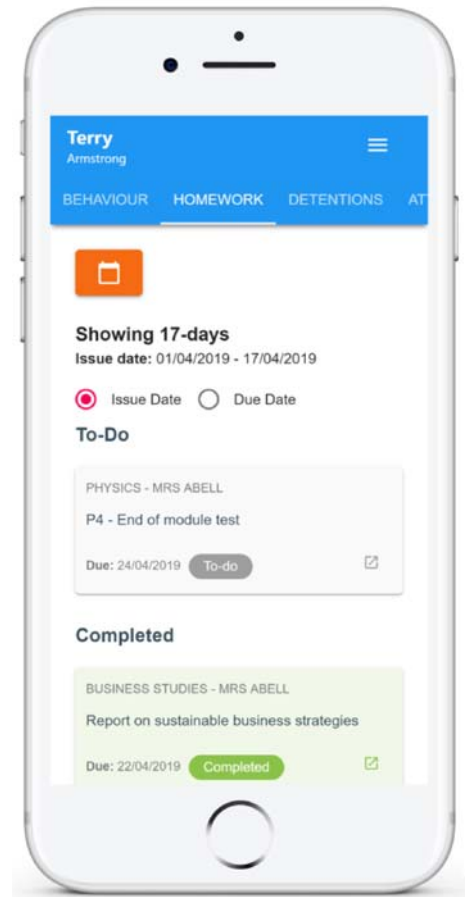 Terry
Armstrong
BEHAVIOUR HOMEWORK DETENTIONS AT
Showing 17-days
Issue date: 01/04/2019 - 17/04/2019
Issue Date Due Date
To-Do
PHYSICS - MRS ABELL
P4 - End of module test
Due: 24/04/2019 To-do
Completed
BUSINESS STUDIES - MRS ABELL
Report on sustainable business strategies
Due: 22/04/2019 Completed